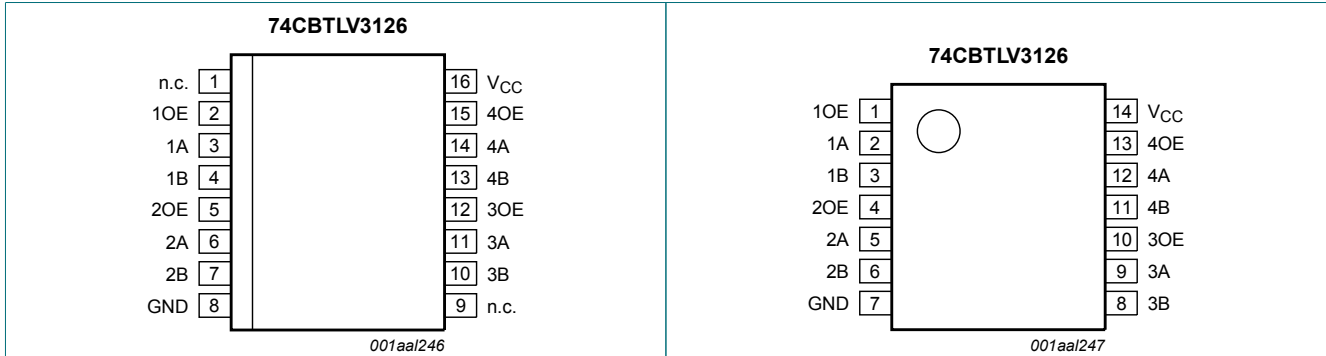 74CBTLV3126
n.c. 1 16 VCC
1OE 2 15 4OE
1A 3 14 4A
1B 4 13 4B
2OE 5 12 3OE
2A 6 11 3A
2B 7 10 3B
GND 8 9 n.c.
001aal246
74CBTLV3126
1OE 1 14 VCC
1A 2 13 4OE
1B 3 12 4A
2OE 4 11 4B
2A 5 10 3OE
2B 6 9 3A
GND 7 8 3B
001aal247